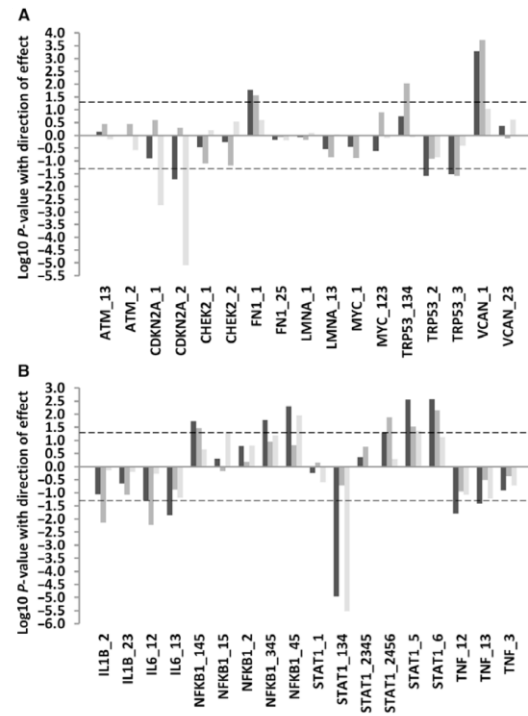 A
Log10 P-value with direction of effect
4.0
3.5
3.0
2.5
2.0
1.5
1.0
0.5
0.0
−0.5
−1.0
−1.5
−2.0
−2.5
−3.0
−3.5
−4.0
−4.5
−5.0
−5.5
ATM_13
ATM_2
CDKN2A_1
CDKN2A_2
CHEK2_1
CHEK2_2
FN1_1
FN1_25
LMNA_1
LMNA_13
MYC_1
MYC_123
TRP53_134
TRP53_2
TRP53_3
VCAN_1
VCAN_23
B
Log10 P-value with direction of effect
3.0
2.5
2.0
1.5
1.0
0.5
0.0
−0.5
−1.0
−1.5
−2.0
−2.5
−3.0
−3.5
−4.0
−4.5
−5.0
−5.5
−6.0
IL1B_2
IL1B_23
IL6_12
IL6_13
NFKB1_145
NFKB1_15
NFKB1_2
NFKB1_345
NFKB1_45
STAT1_1
STAT1_134
STAT1_2345
STAT1_2456
STAT1_5
STAT1_6
TNF_12
TNF_13
TNF_3